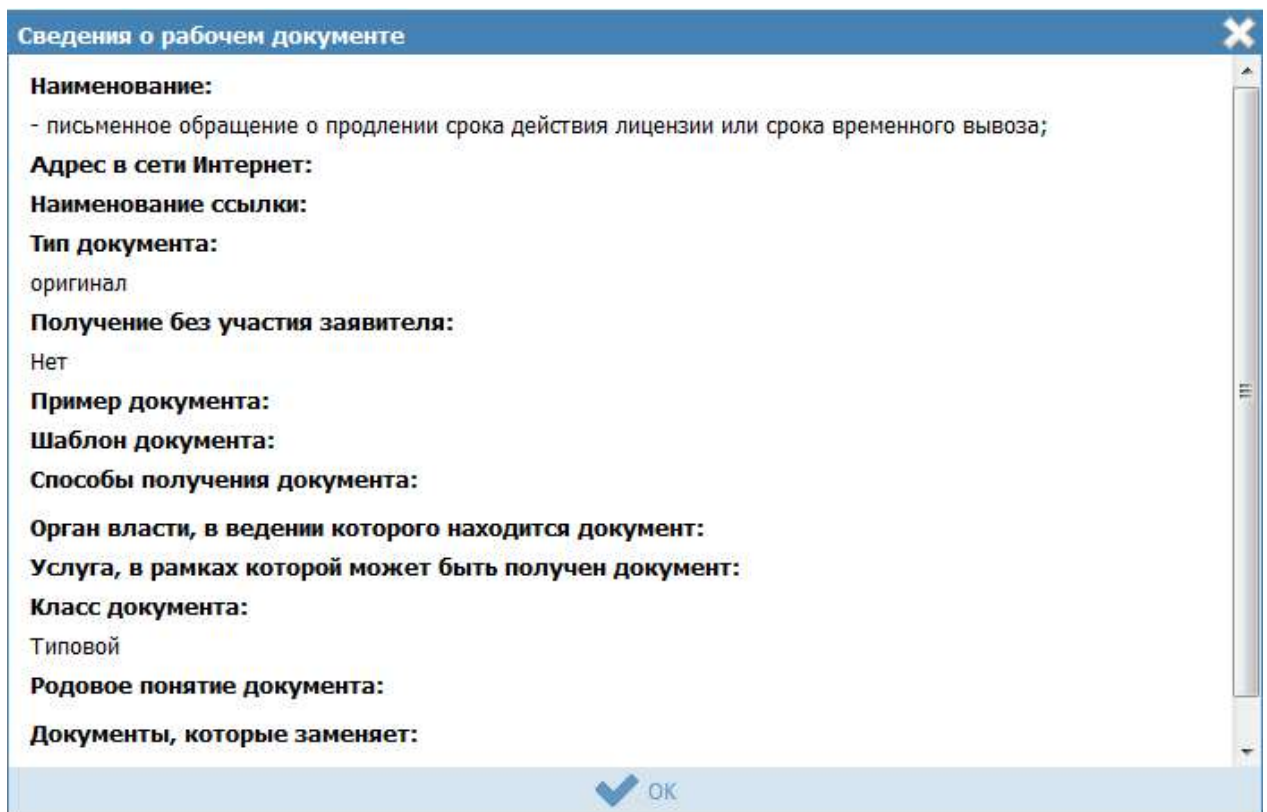 Сведения о рабочем документе
Наименование:
- письменное обращение о продлении срока действия лицензии или срока временного вывоза;
Адрес в сети Интернет:
Наименование ссылки:
Тип документа:
оригинал
Получение без участия заявителя:
Нет
Пример документа:
Шаблон документа:
Способы получения документа:
Орган власти, в ведении которого находится документ:
Услуга, в рамках которой может быть получен документ:
Класс документа:
Типовой
Родовое понятие документа:
Документы, которые заменяет:
ОК